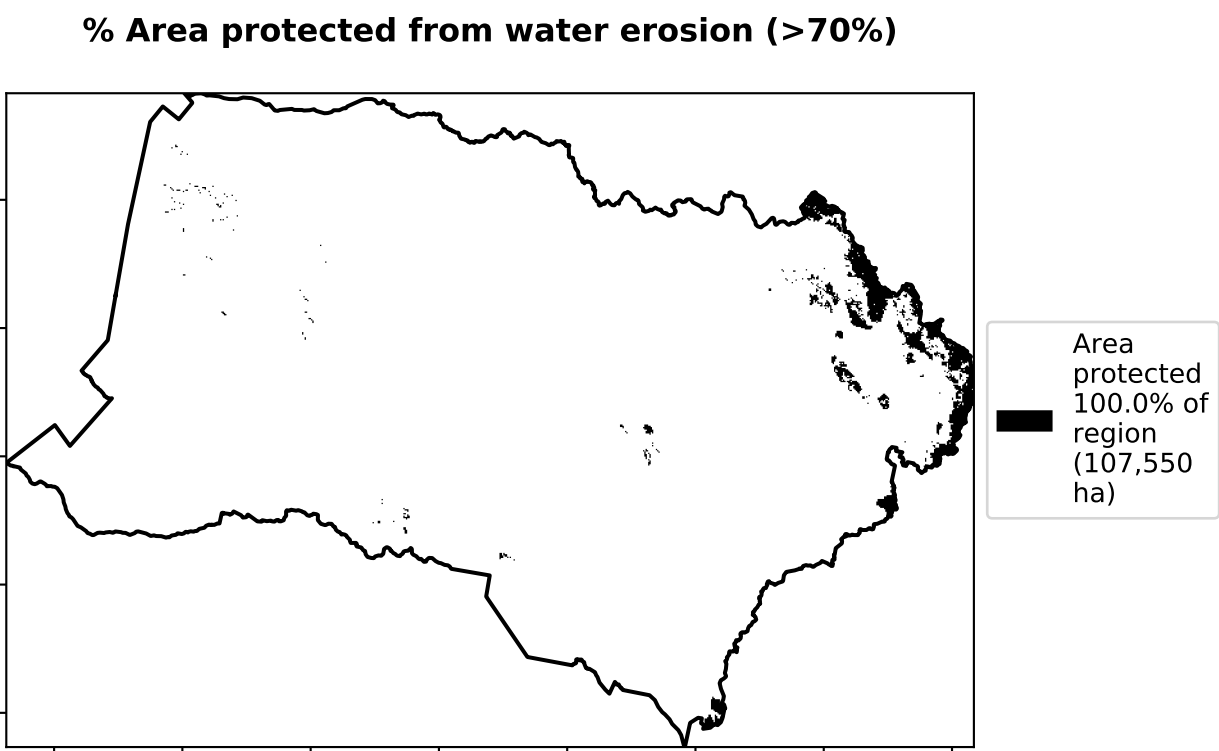 % Area protected from water erosion (>70%)
Area
protected
100.0% of
region
(107,550
ha)